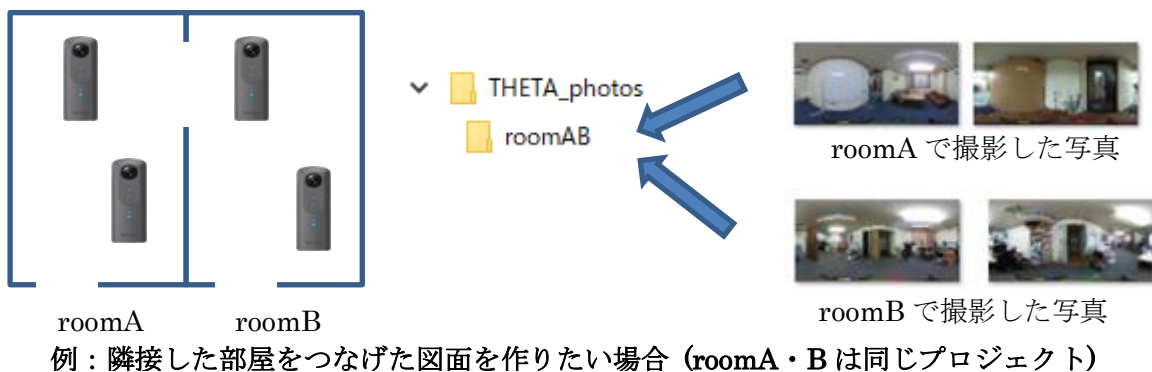 THETA_photos
roomAB
roomA で撮影した写真
roomB で撮影した写真
roomA
roomB
例：隣接した部屋をつなげた図面を作りたい場合 (roomA・B は同じプロジェクト)